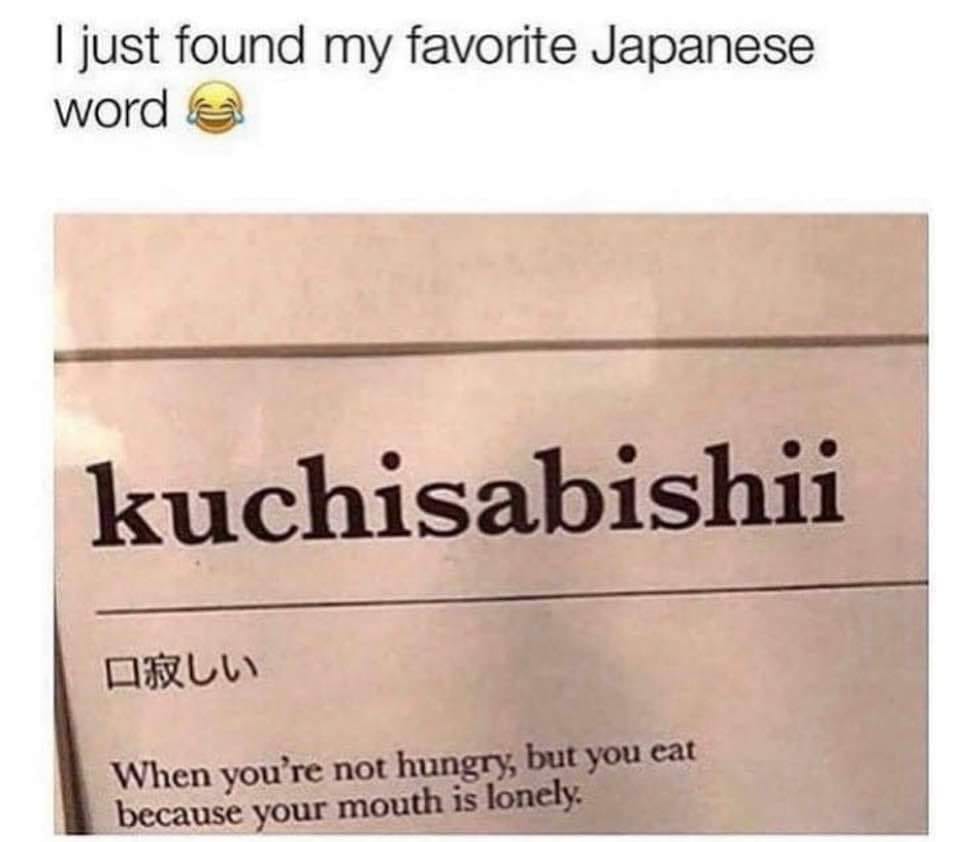 I just found my favorite Japanese
word 😂
kuchisabishii
口寂しい
When you're not hungry, but you eat
because your mouth is lonely.